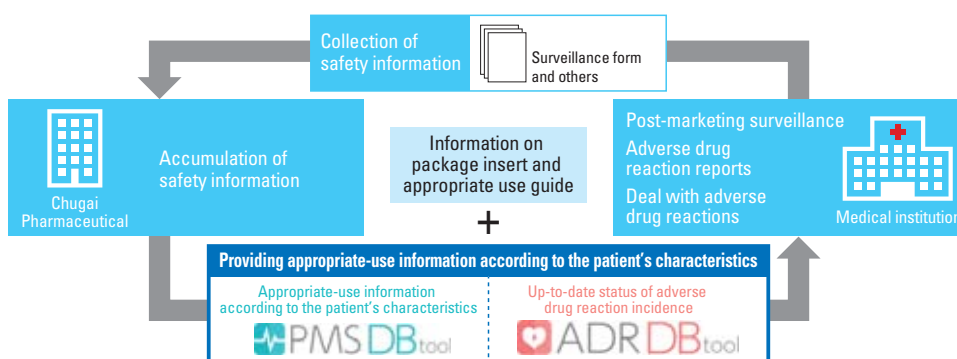 Collection of
safety information
Surveillance form
and others
Chugai
Pharmaceutical
Accumulation of
safety information
Information on
package insert and
appropriate use guide
+
Post-marketing surveillance
Adverse drug
reaction reports
Deal with adverse
drug reactions
Medical institution
Providing appropriate-use information according to the patient's characteristics
Appropriate-use information
according to the patient's characteristics
PMS DB tool
Up-to-date status of adverse
drug reaction incidence
ADR DB tool